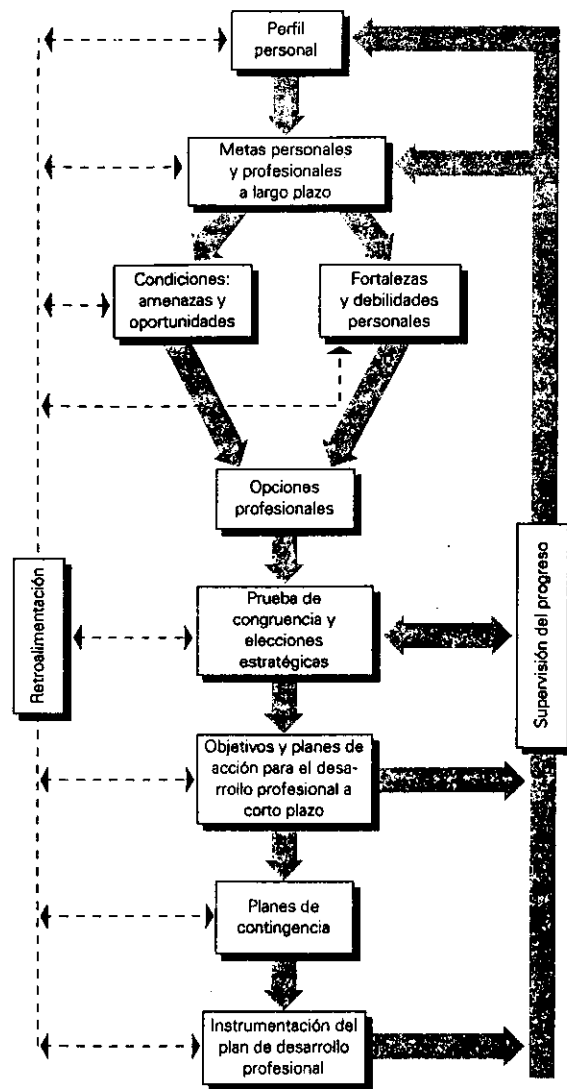 Perfil
personal
Metas personales
y profesionales
a largo plazo
Condiciones:
amenazas y
oportunidades
Fortalezas
y debilidades
personales
Opciones
profesionales
Retroalimentación
Prueba de
congruencia y
elecciones
estratégicas
Supervisión del progreso
Objetivos y planes de
acción para el desa-
rrollo profesional a
corto plazo
Planes de
contingencia
Instrumentación del
plan de desarrollo
profesional